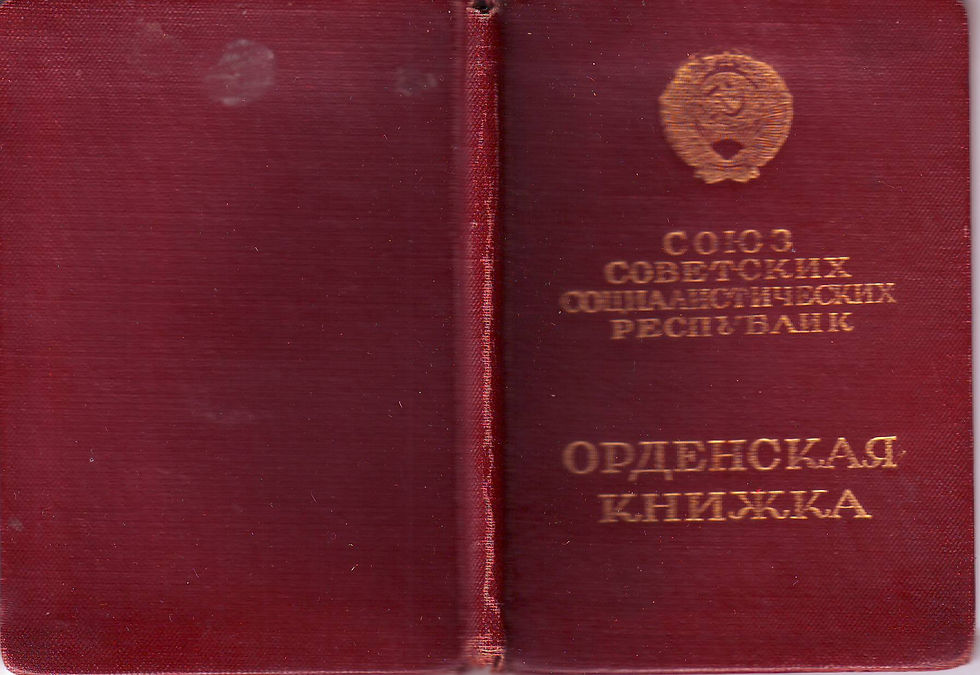 СОЮЗ
СОВЕТСКИХ
СОЦИАЛИСТИЧЕСКИХ
РЕСПУБЛИК
ОРДЕНСКАЯ
КНИЖКА